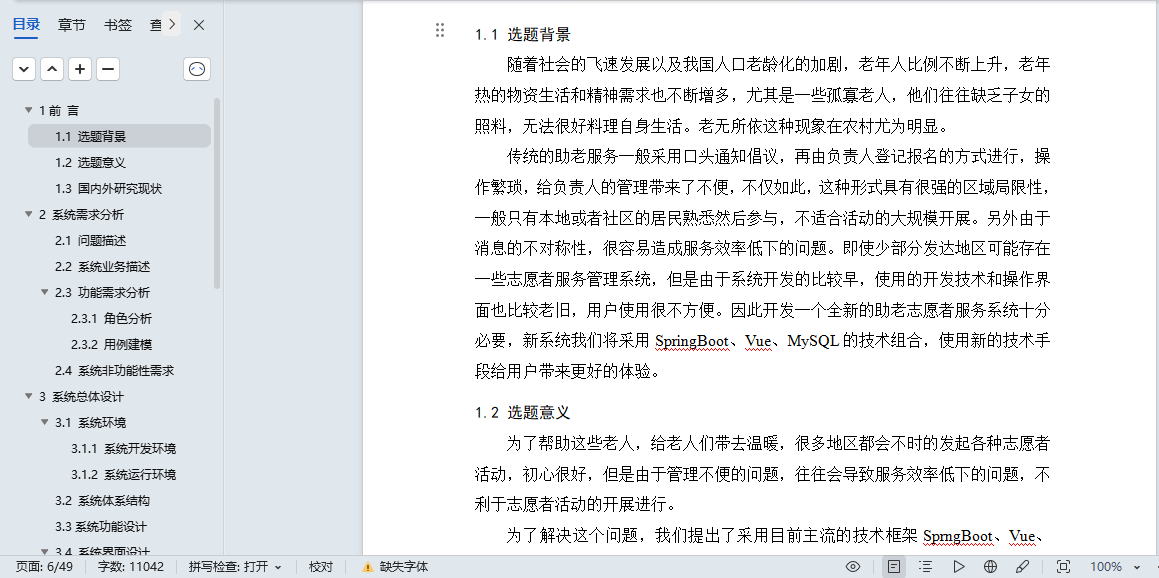 目录 章节 书签 查
1 前 言
1.1 选题背景
1.2 选题意义
1.3 国内外研究现状
2 系统需求分析
2.1 问题描述
2.2 系统业务描述
2.3 功能需求分析
2.3.1 角色分析
2.3.2 用例建模
2.4 系统非功能性需求
3 系统总体设计
3.1 系统环境
3.1.1 系统开发环境
3.1.2 系统运行环境
3.2 系统体系结构
3.3 系统功能设计
3.4 系统界面设计
1.1 选题背景
随着社会的飞速发展以及我国人口老龄化的加剧，老年人比例不断上升，老年
热的物资生活和精神需求也不断增多，尤其是一些孤寡老人，他们往往缺乏子女的
照料，无法很好料理自身生活。老无所依这种现象在农村尤为明显。
传统的助老服务一般采用口头通知倡议，再由负责人登记报名的方式进行，操
作繁琐，给负责人的管理带来了不便，不仅如此，这种形式具有很强的区域局限性，
一般只有本地或者社区的居民熟悉然后参与，不适合活动的大规模开展。另外由于
消息的不对称性，很容易造成服务效率低下的问题。即使少部分发达地区可能存在
一些志愿者服务管理系统，但是由于系统开发的比较早，使用的开发技术和操作界
面也比较老旧，用户使用很不方便。因此开发一个全新的助老志愿者服务系统十分
必要，新系统我们将采用 SpringBoot、Vue、MySQL 的技术组合，使用新的技术手
段给用户带来更好的体验。
1.2 选题意义
为了帮助这些老人，给老人们带去温暖，很多地区都会不时的发起各种志愿者
活动，初心很好，但是由于管理不便的问题，往往会导致服务效率低下的问题，不
利于志愿者活动的开展进行。
为了解决这个问题，我们提出了采用目前主流的技术框架 SprngBoot、Vue、
页面: 6/49 字数: 11042 拼写检查: 打开 校对 缺失字体 100%